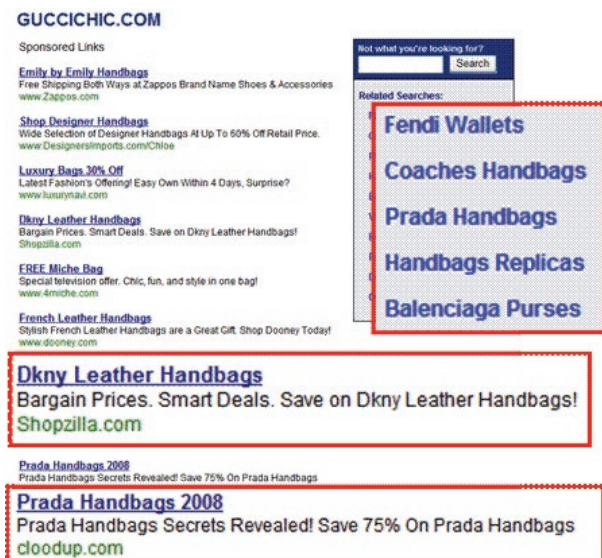 GUCCICHIC.COM
Sponsored Links
Emily by Emily Handbags
Free Shipping Both Ways at Zappos Brand Name Shoes & Accessories
www.Zappos.com
Shop Designer Handbags
Wide Selection of Designer Handbags At Up To 60% Off Retail Price.
www.DesignersImports.com/Chloe
Luxury Bags 30% Off
Latest Fashion's Offering! Easy Own Within 4 Days, Surprise?
www.luxurynavi.com
Dkny Leather Handbags
Bargain Prices. Smart Deals. Save on Dkny Leather Handbags!
Shopzilla.com
FREE Miche Bag
Special television offer. Chic, fun, and style in one bag!
www.4miche.com
French Leather Handbags
Stylish French Leather Handbags are a Great Gift. Shop Dooney Today!
www.dooney.com
Not what you're looking for?
Search
Related Searches:
Fendi Wallets
Coaches Handbags
Prada Handbags
Handbags Replicas
Balenciaga Purses
Dkny Leather Handbags
Bargain Prices. Smart Deals. Save on Dkny Leather Handbags!
Shopzilla.com
Prada Handbags 2008
Prada Handbags Secrets Revealed! Save 75% On Prada Handbags
Prada Handbags 2008
Prada Handbags Secrets Revealed! Save 75% On Prada Handbags
cloodup.com